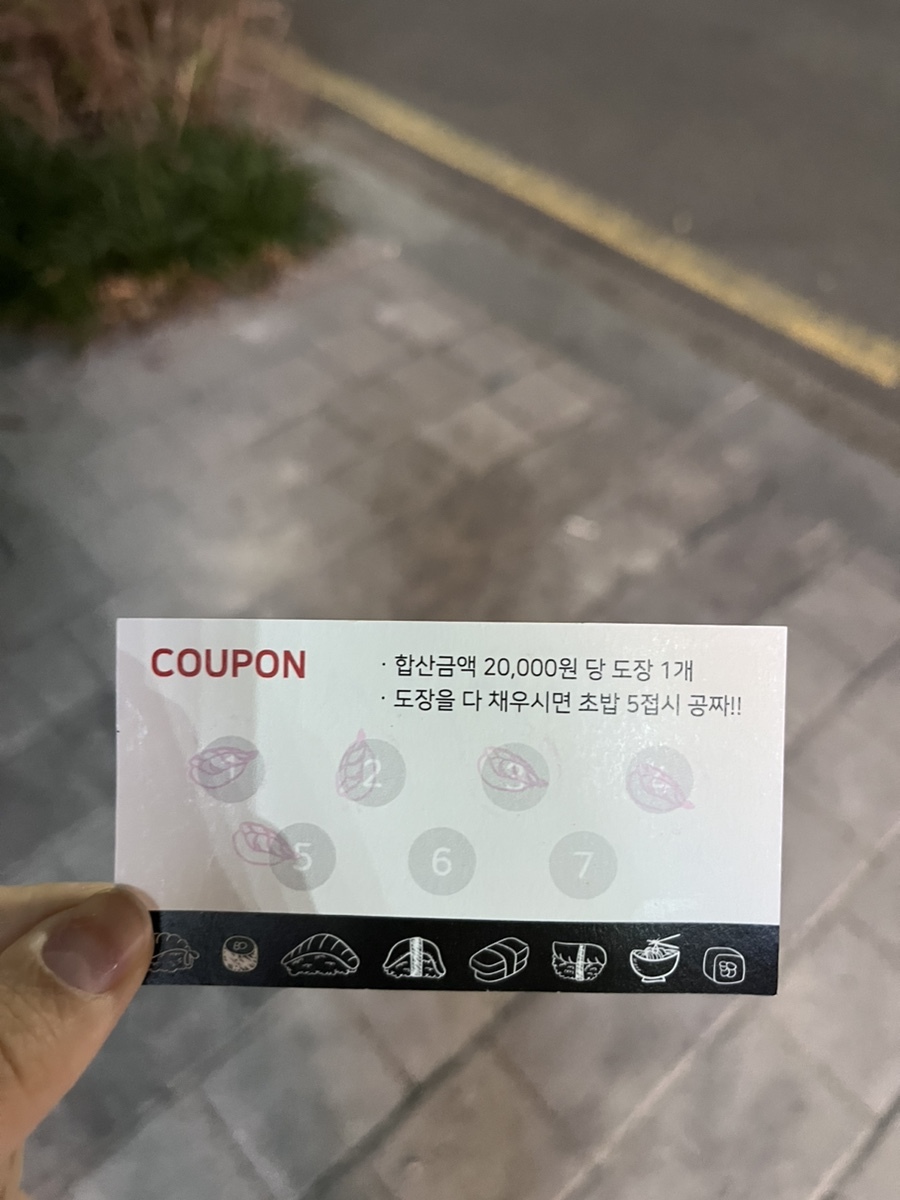 COUPON
· 합산금액 20,000원 당 도장 1개
· 도장을 다 채우시면 초밥 5접시 공짜!!
1 2 3 4
5 6 7